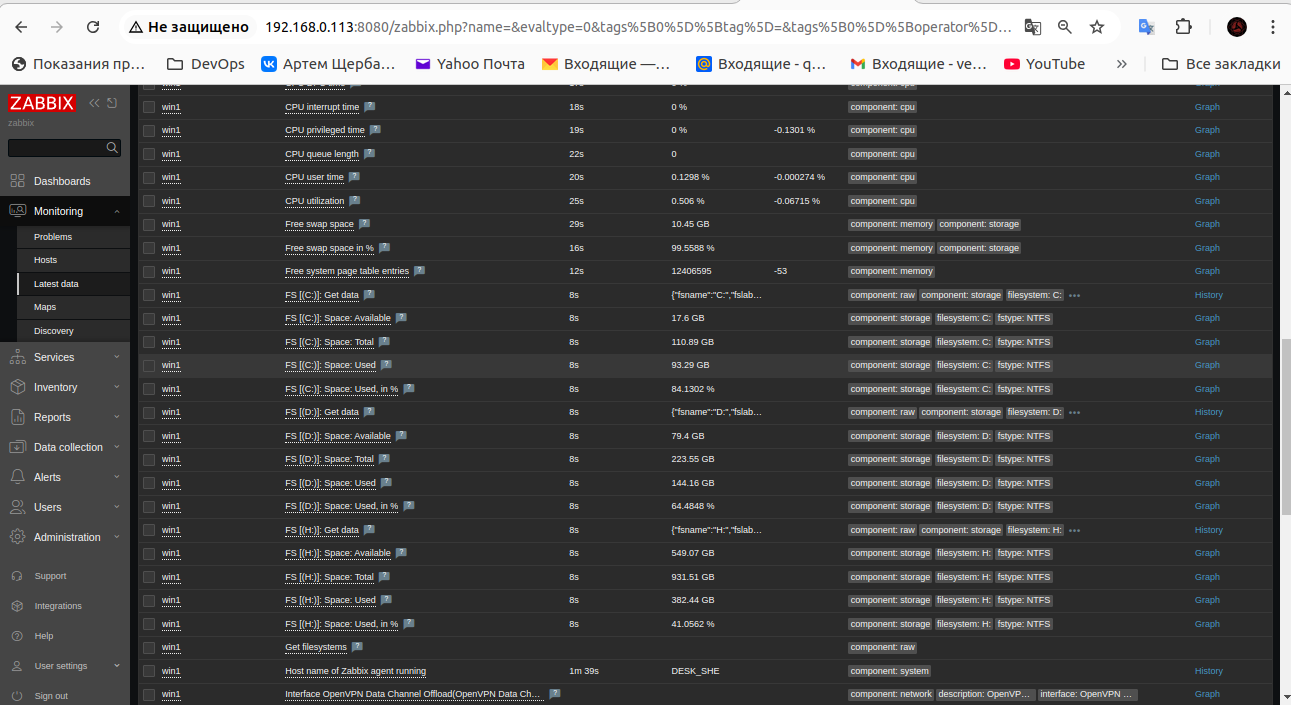 Не защищено 192.168.0.113:8080/zabbix.php?name=&evaltype=0&tags%5B0%5D%5Btag%5D=&tags%5B0%5D%5Boperator%5D...
Показания пр... DevOps Артем Щерба... Yahoo Почта Входящие —... Входящие - q... Входящие - ve... YouTube » Все закладки
ZABBIX
zabbix
Dashboards
Monitoring
Problems
Hosts
Latest data
Maps
Discovery
Services
Inventory
Reports
Data collection
Alerts
Users
Administration
Support
Integrations
Help
User settings
Sign out
win1 CPU interrupt time ? 18s 0 % component: cpu Graph
win1 CPU privileged time ? 19s 0 % -0.1301 % component: cpu Graph
win1 CPU queue length ? 22s 0 component: cpu Graph
win1 CPU user time ? 20s 0.1298 % -0.000274 % component: cpu Graph
win1 CPU utilization ? 25s 0.506 % -0.06715 % component: cpu Graph
win1 Free swap space ? 29s 10.45 GB component: memory component: storage Graph
win1 Free swap space in % ? 16s 99.5588 % component: memory component: storage Graph
win1 Free system page table entries ? 12s 12406595 -53 component: memory Graph
win1 FS [(C:)]: Get data ? 8s {"fsname":"C:","fslab... component: raw component: storage filesystem: C: ••• History
win1 FS [(C:)]: Space: Available ? 8s 17.6 GB component: storage filesystem: C: fstype: NTFS Graph
win1 FS [(C:)]: Space: Total ? 8s 110.89 GB component: storage filesystem: C: fstype: NTFS Graph
win1 FS [(C:)]: Space: Used ? 8s 93.29 GB component: storage filesystem: C: fstype: NTFS Graph
win1 FS [(C:)]: Space: Used, in % ? 8s 84.1302 % component: storage filesystem: C: fstype: NTFS Graph
win1 FS [(D:)]: Get data ? 8s {"fsname":"D:","fslab... component: raw component: storage filesystem: D: ••• History
win1 FS [(D:)]: Space: Available ? 8s 79.4 GB component: storage filesystem: D: fstype: NTFS Graph
win1 FS [(D:)]: Space: Total ? 8s 223.55 GB component: storage filesystem: D: fstype: NTFS Graph
win1 FS [(D:)]: Space: Used ? 8s 144.16 GB component: storage filesystem: D: fstype: NTFS Graph
win1 FS [(D:)]: Space: Used, in % ? 8s 64.4848 % component: storage filesystem: D: fstype: NTFS Graph
win1 FS [(H:)]: Get data ? 8s {"fsname":"H:","fslab... component: raw component: storage filesystem: H: ••• History
win1 FS [(H:)]: Space: Available ? 8s 549.07 GB component: storage filesystem: H: fstype: NTFS Graph
win1 FS [(H:)]: Space: Total ? 8s 931.51 GB component: storage filesystem: H: fstype: NTFS Graph
win1 FS [(H:)]: Space: Used ? 8s 382.44 GB component: storage filesystem: H: fstype: NTFS Graph
win1 FS [(H:)]: Space: Used, in % ? 8s 41.0562 % component: storage filesystem: H: fstype: NTFS Graph
win1 Get filesystems ? component: raw
win1 Host name of Zabbix agent running 1m 39s DESK_SHE component: system History
win1 Interface OpenVPN Data Channel Offload(OpenVPN Data Ch... ? component: network description: OpenVP... interface: OpenVPN ... Graph